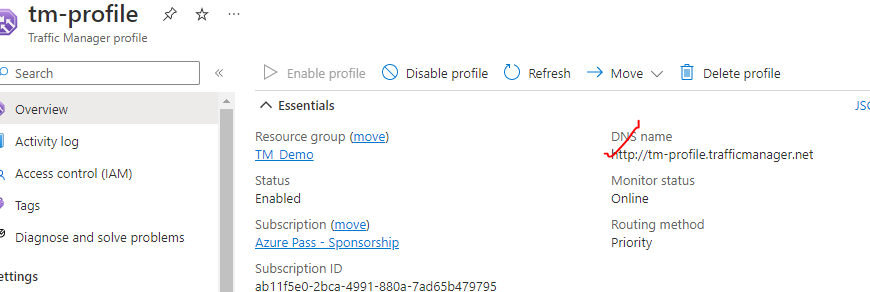 tm-profile
Traffic Manager profile
Search
Enable profile
Disable profile
Refresh
Move
Delete profile
Overview
Activity log
Access control (IAM)
Tags
Diagnose and solve problems
ettings
Essentials
JSO
Resource group (move)
TM_Demo
Status
Enabled
Subscription (move)
Azure Pass - Sponsorship
Subscription ID
ab11f5e0-2bca-4991-880a-7ad65b479795
DNS name
http://tm-profile.trafficmanager.net
Monitor status
Online
Routing method
Priority